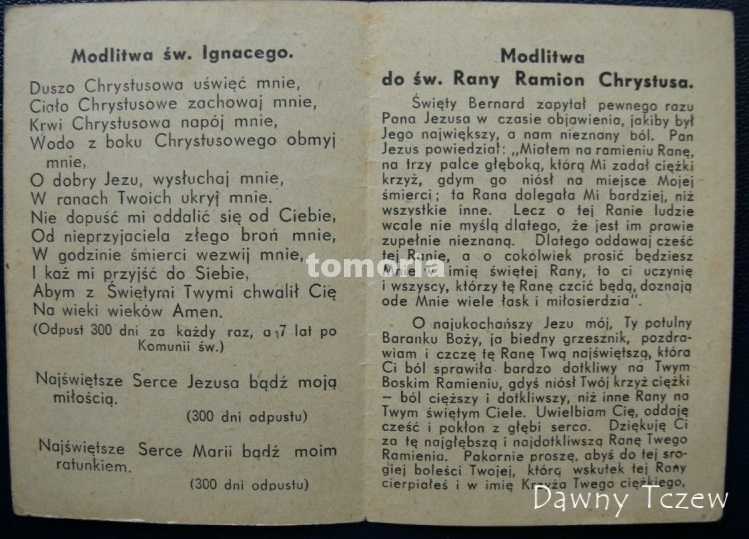 Modlitwa św. Ignacego.
Duszo Chrystusowa uświęć mnie,
Ciało Chrystusowe zachowaj mnie,
Krwi Chrystusowa napój mnie,
Wodo z boku Chrystusowego obmyj
mnie,
O dobry Jezu, wysłuchaj mnie,
W ranach Twoich ukryj mnie.
Nie dopuść mi oddalić się od Ciebie,
Od nieprzyjaciela złego broń mnie,
W godzinie śmierci wezwij mnie,
I każ mi przyjść do Siebie,
Abym z Świętymi Twymi chwalił Cię
Na wieki wieków Amen.
(Odpust 300 dni za każdy raz, a 7 lat po
Komunii św.)
Najświętsze Serce Jezusa bądź moją
miłością.
(300 dni odpustu)
Najświętsze Serce Marii bądź moim
ratunkiem.
(300 dni odpustu)
Modlitwa
do św. Rany Ramion Chrystusa.
Święty Bernard zapytał pewnego razu
Pana Jezusa w czasie objawienia, jakiby był
Jego największy, a nam nieznany ból. Pan
Jezus powiedział: „Miałem na ramieniu Ranę,
na trzy palce głęboką, którą Mi zadał ciężki
krzyż, gdym go niósł na miejsce Mojej
śmierci; ta Rana dolegała Mi bardziej, niż
wszystkie inne. Lecz o tej Ranie ludzie
wcale nie myślą dlatego, że jest im prawie
zupełnie nieznaną. Dlatego oddawaj cześć
tej Ranie, a o cokólwiek prosić będziesz
Mnie w imię świętej Rany, to ci uczynię
i wszyscy, którzy tę Ranę czcić będą, doznają
ode Mnie wiele łask i miłosierdzia".
O najukochańszy Jezu mój, Ty potulny
Baranku Boży, ja biedny grzesznik, pozdra-
wiam i czczę tę Ranę Twą najświętszą, która
Ci ból sprawiła bardzo dotkliwy na Twym
Boskim Ramieniu, gdyś niósł Twój krzyż ciężki
— ból cięższy i dotkliwszy, niż inne Rany na
Twym świętym Ciele. Uwielbiam Cię, oddaję
cześć i pokłon z głębi serca. Dziękuję Ci
za tę najgłębszą i najdotkliwszą Ranę Twego
Ramienia. Pakornie proszę, abyś do tej sro-
giej boleści Twojej, którą wskutek tej Rany
cierpiałeś i w imię Krzyża Twego ciężkiego,
tomoria
Dawny Tczew